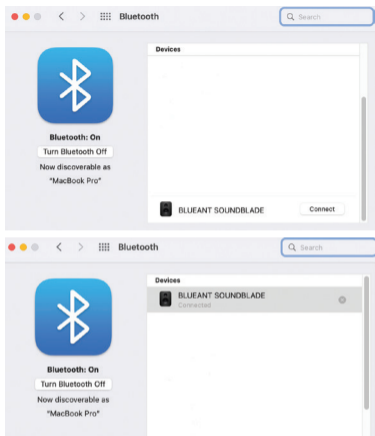 Bluetooth
Search
Devices
Bluetooth: On
Turn Bluetooth Off
Now discoverable as
"MacBook Pro"
BLUEANT SOUNDBLADE
Connect
Bluetooth
Search
Devices
BLUEANT SOUNDBLADE
Connected
Bluetooth: On
Turn Bluetooth Off
Now discoverable as
"MacBook Pro"